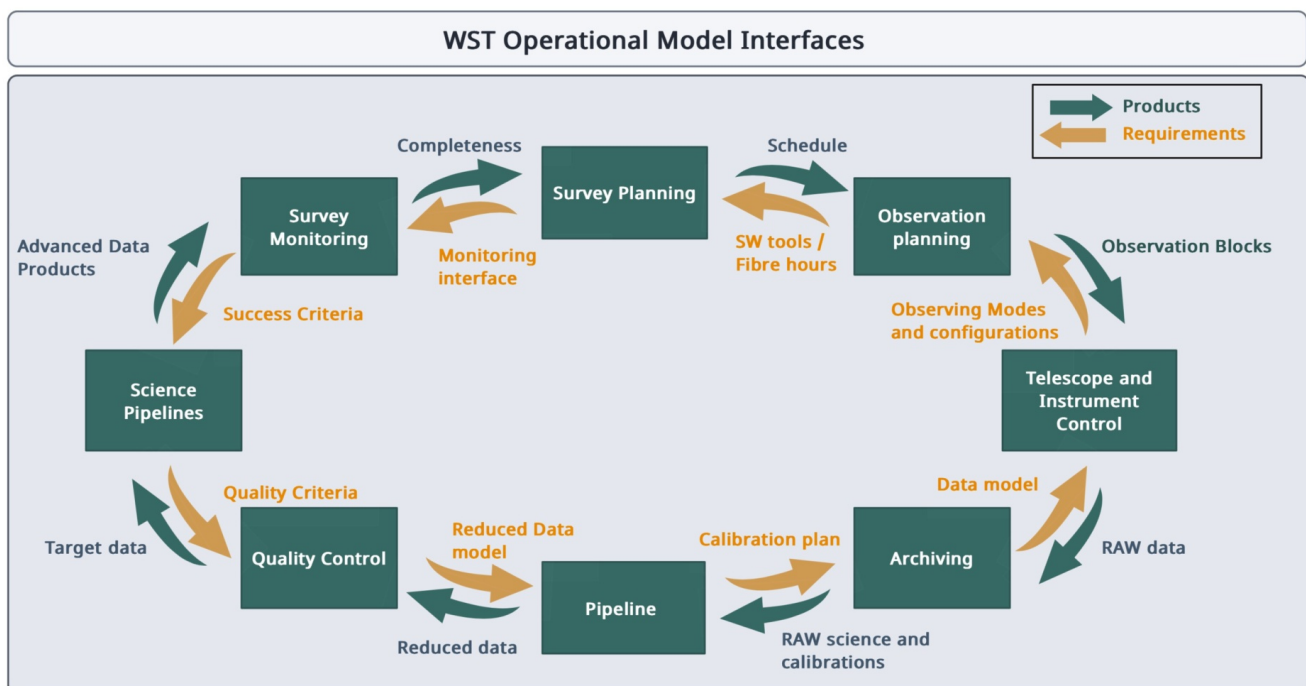 WST Operational Model Interfaces
Products
Requirements
Completeness
Schedule
Survey Planning
Survey
Monitoring
Observation
planning
Advanced Data
Products
Monitoring
interface
SW tools /
Fibre hours
Observation Blocks
Success Criteria
Observing Modes
and configurations
Science
Pipelines
Telescope and
Instrument
Control
Quality Criteria
Data model
Target data
Quality Control
Reduced Data
model
Calibration plan
Archiving
RAW data
Pipeline
Reduced data
RAW science and
calibrations